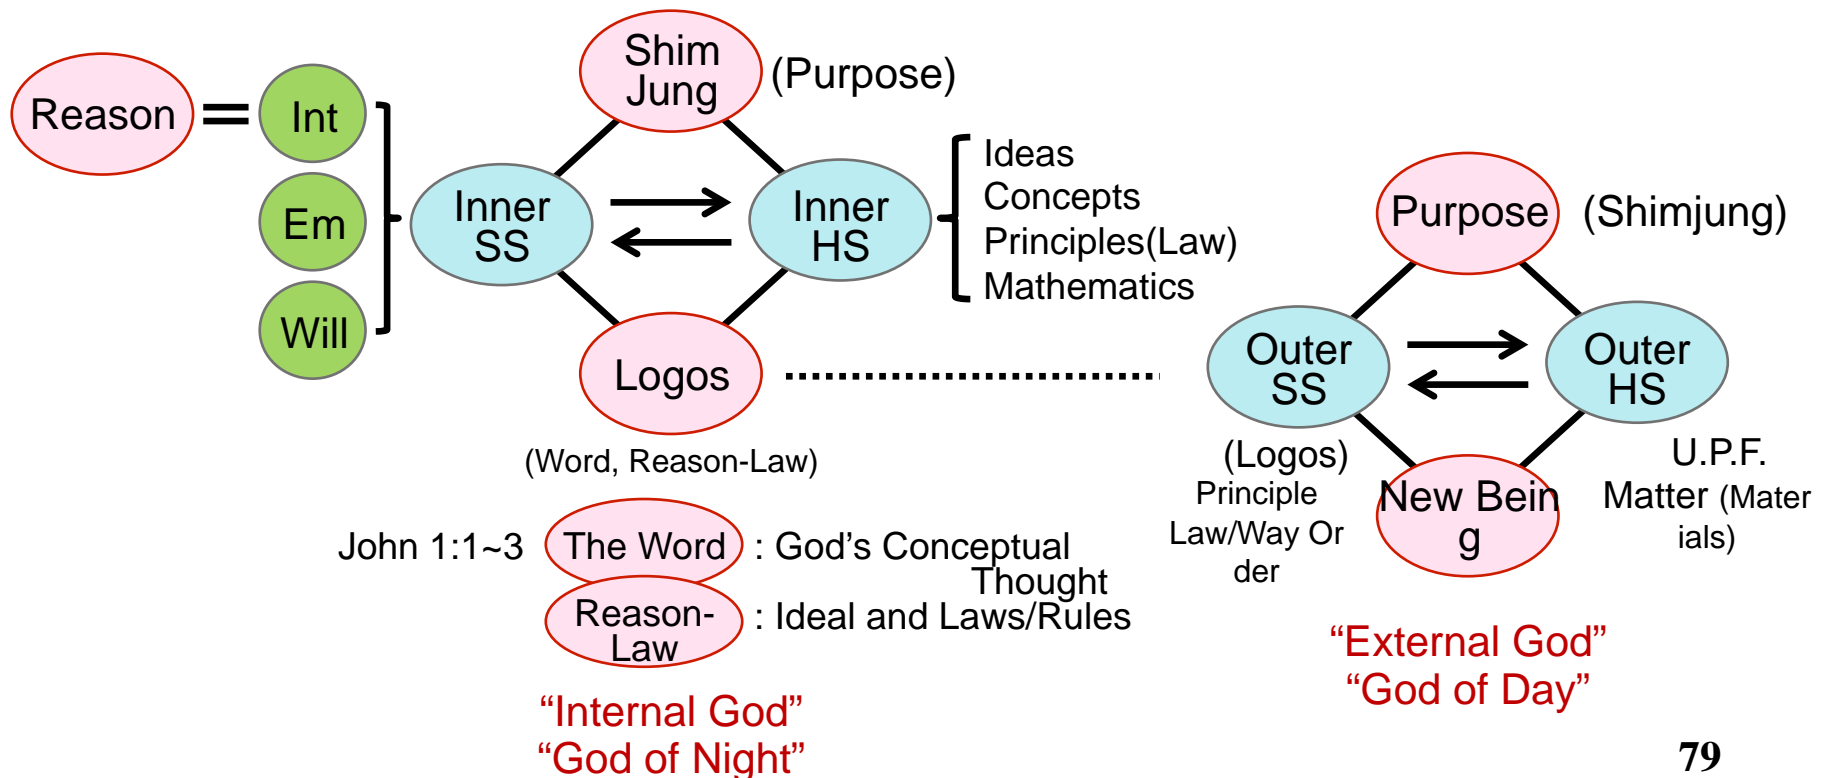 Reason
=
Int
Em
Will
Shim
Jung
(Purpose)
Inner
SS
Inner
HS
Ideas
Concepts
Principles(Law)
Mathematics
Logos
(Word, Reason-Law)
John 1:1~3
The Word
: God’s Conceptual
Thought
Reason-
Law
: Ideal and Laws/Rules
“Internal God”
“God of Night”
Purpose
(Shimjung)
Outer
SS
Outer
HS
(Logos)
Principle
Law/Way Or
der
New Bein
g
U.P.F.
Matter (Mater
ials)
“External God”
“God of Day”
79